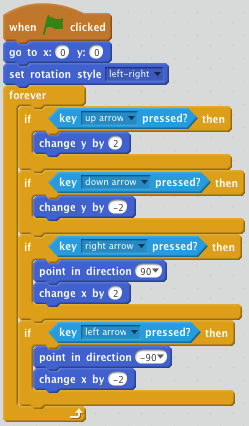 when clicked
go to x: 0 y: 0
set rotation style left-right
forever
if key up arrow pressed? then
change y by 2
if key down arrow pressed? then
change y by -2
if key right arrow pressed? then
point in direction 90
change x by 2
if key left arrow pressed? then
point in direction -90
change x by -2